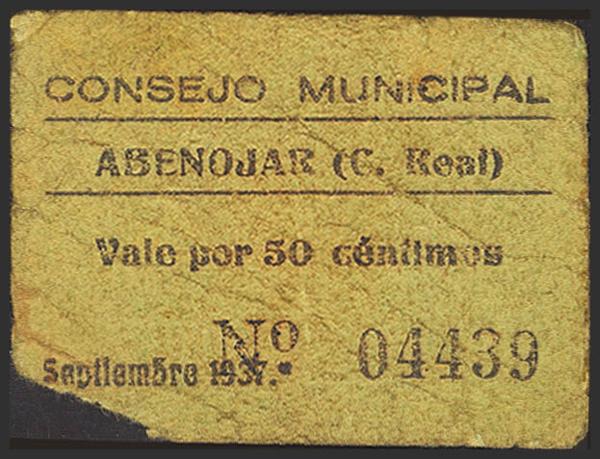 CONSEJO MUNICIPAL
ABENOJAR (C. Real)
Vale por 50 céntimos
Nº 04439
Septiembre 1937.